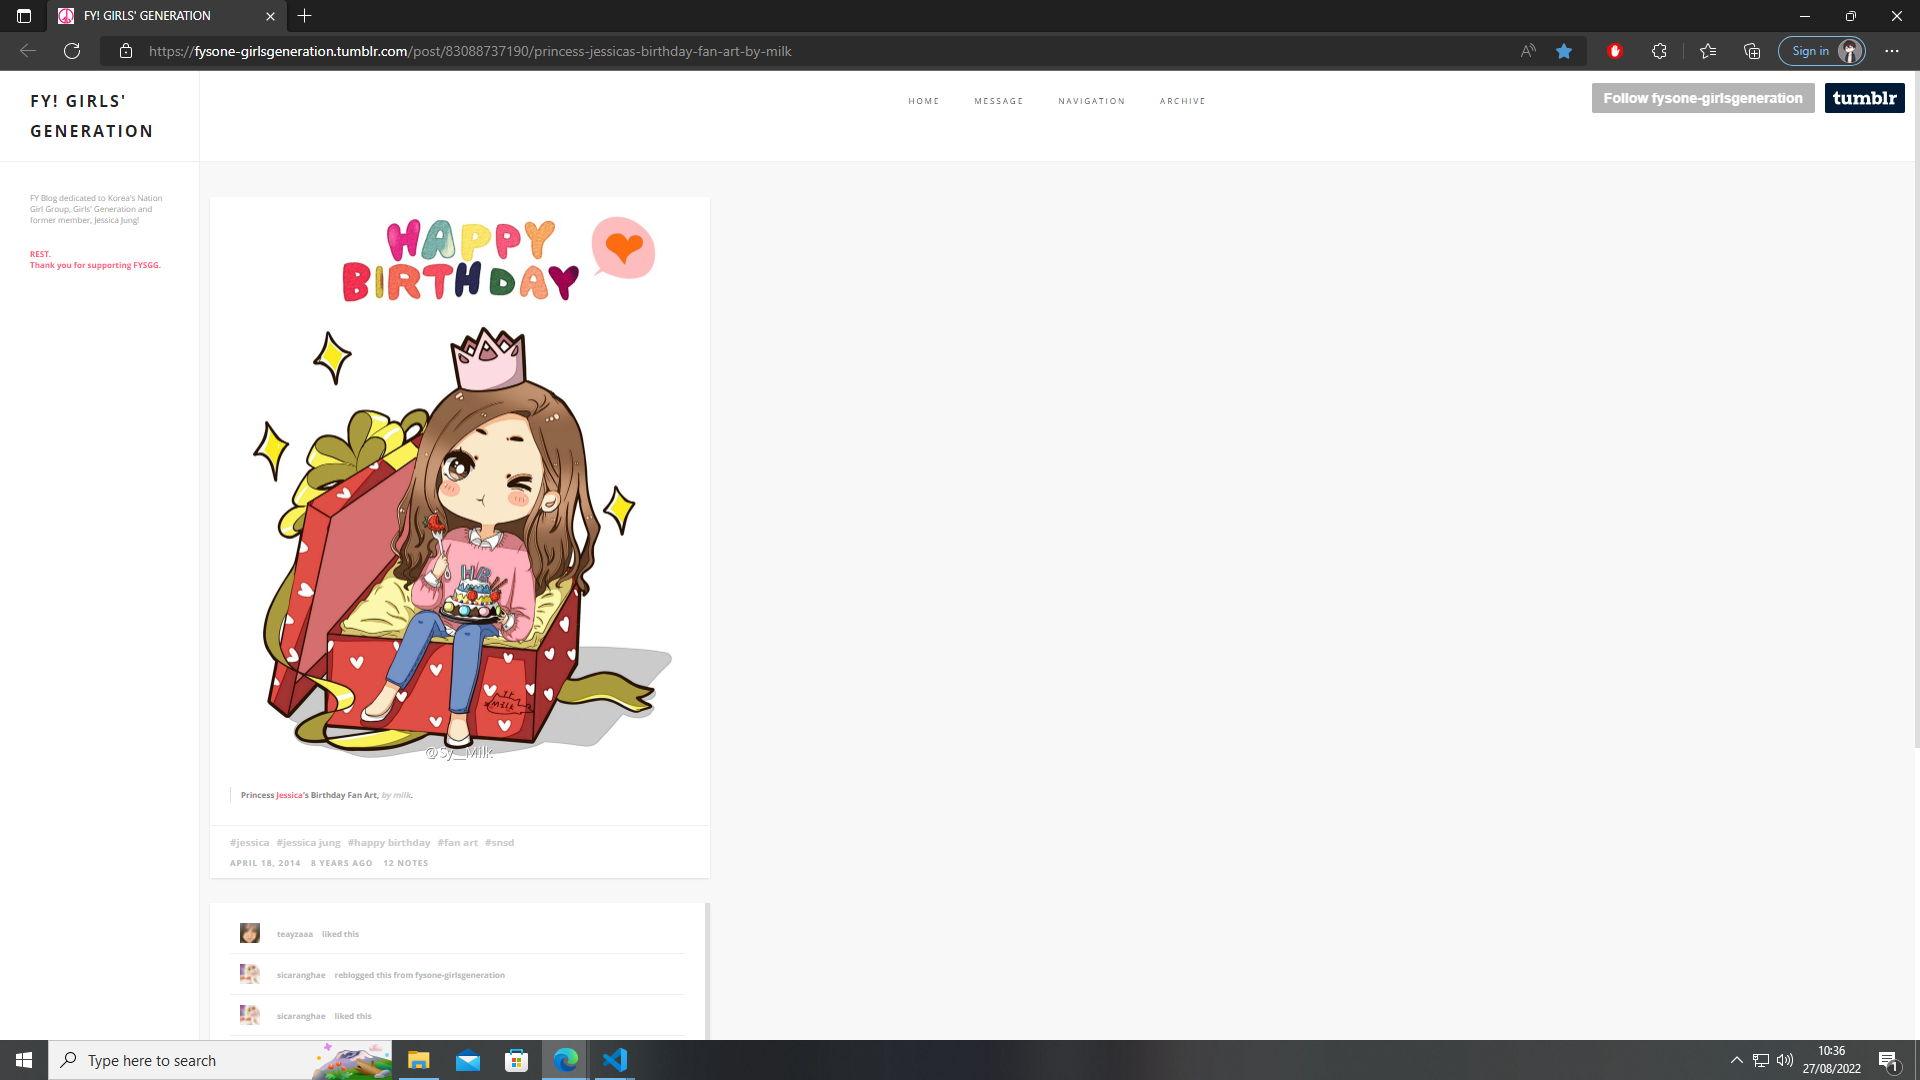 FY! GIRLS' GENERATION
https://fysone-girlsgeneration.tumblr.com/post/83088737190/princess-jessicas-birthday-fan-art-by-milk
Sign in
FY! GIRLS'
GENERATION
HOME
MESSAGE
NAVIGATION
ARCHIVE
Follow fysone-girlsgeneration
tumblr
FY Blog dedicated to Korea's Nation
Girl Group, Girls' Generation and
former member, Jessica Jung!
REST.
Thank you for supporting FYSGG.
HAPPY
BIRTHDAY
HB
MilK
@Sy__Milk
Princess Jessica's Birthday Fan Art, by milk.
#jessica #jessica jung #happy birthday #fan art #snsd
APRIL 18, 2014 8 YEARS AGO 12 NOTES
teayzaaa liked this
sicaranghae reblogged this from fysone-girlsgeneration
sicaranghae liked this
Type here to search
10:36
27/08/2022
1